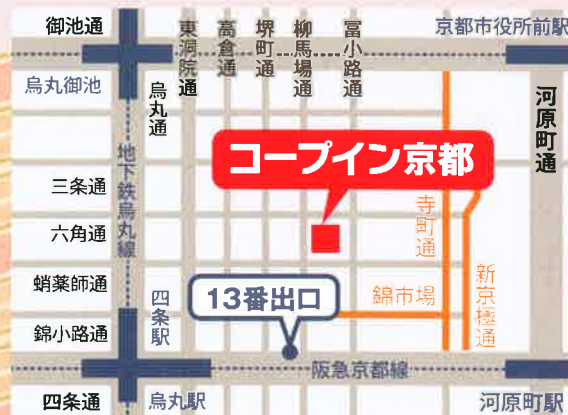 御池通
東洞院通
高倉通
堺町通
柳馬場通
富小路通
京都市役所前駅
烏丸御池
烏丸通
河原町通
地下鉄烏丸線
コープイン京都
三条通
六角通
寺町通
蛸薬師通
四条駅
13番出口
錦市場
新京極通
錦小路通
阪急京都線
四条通
烏丸駅
河原町駅